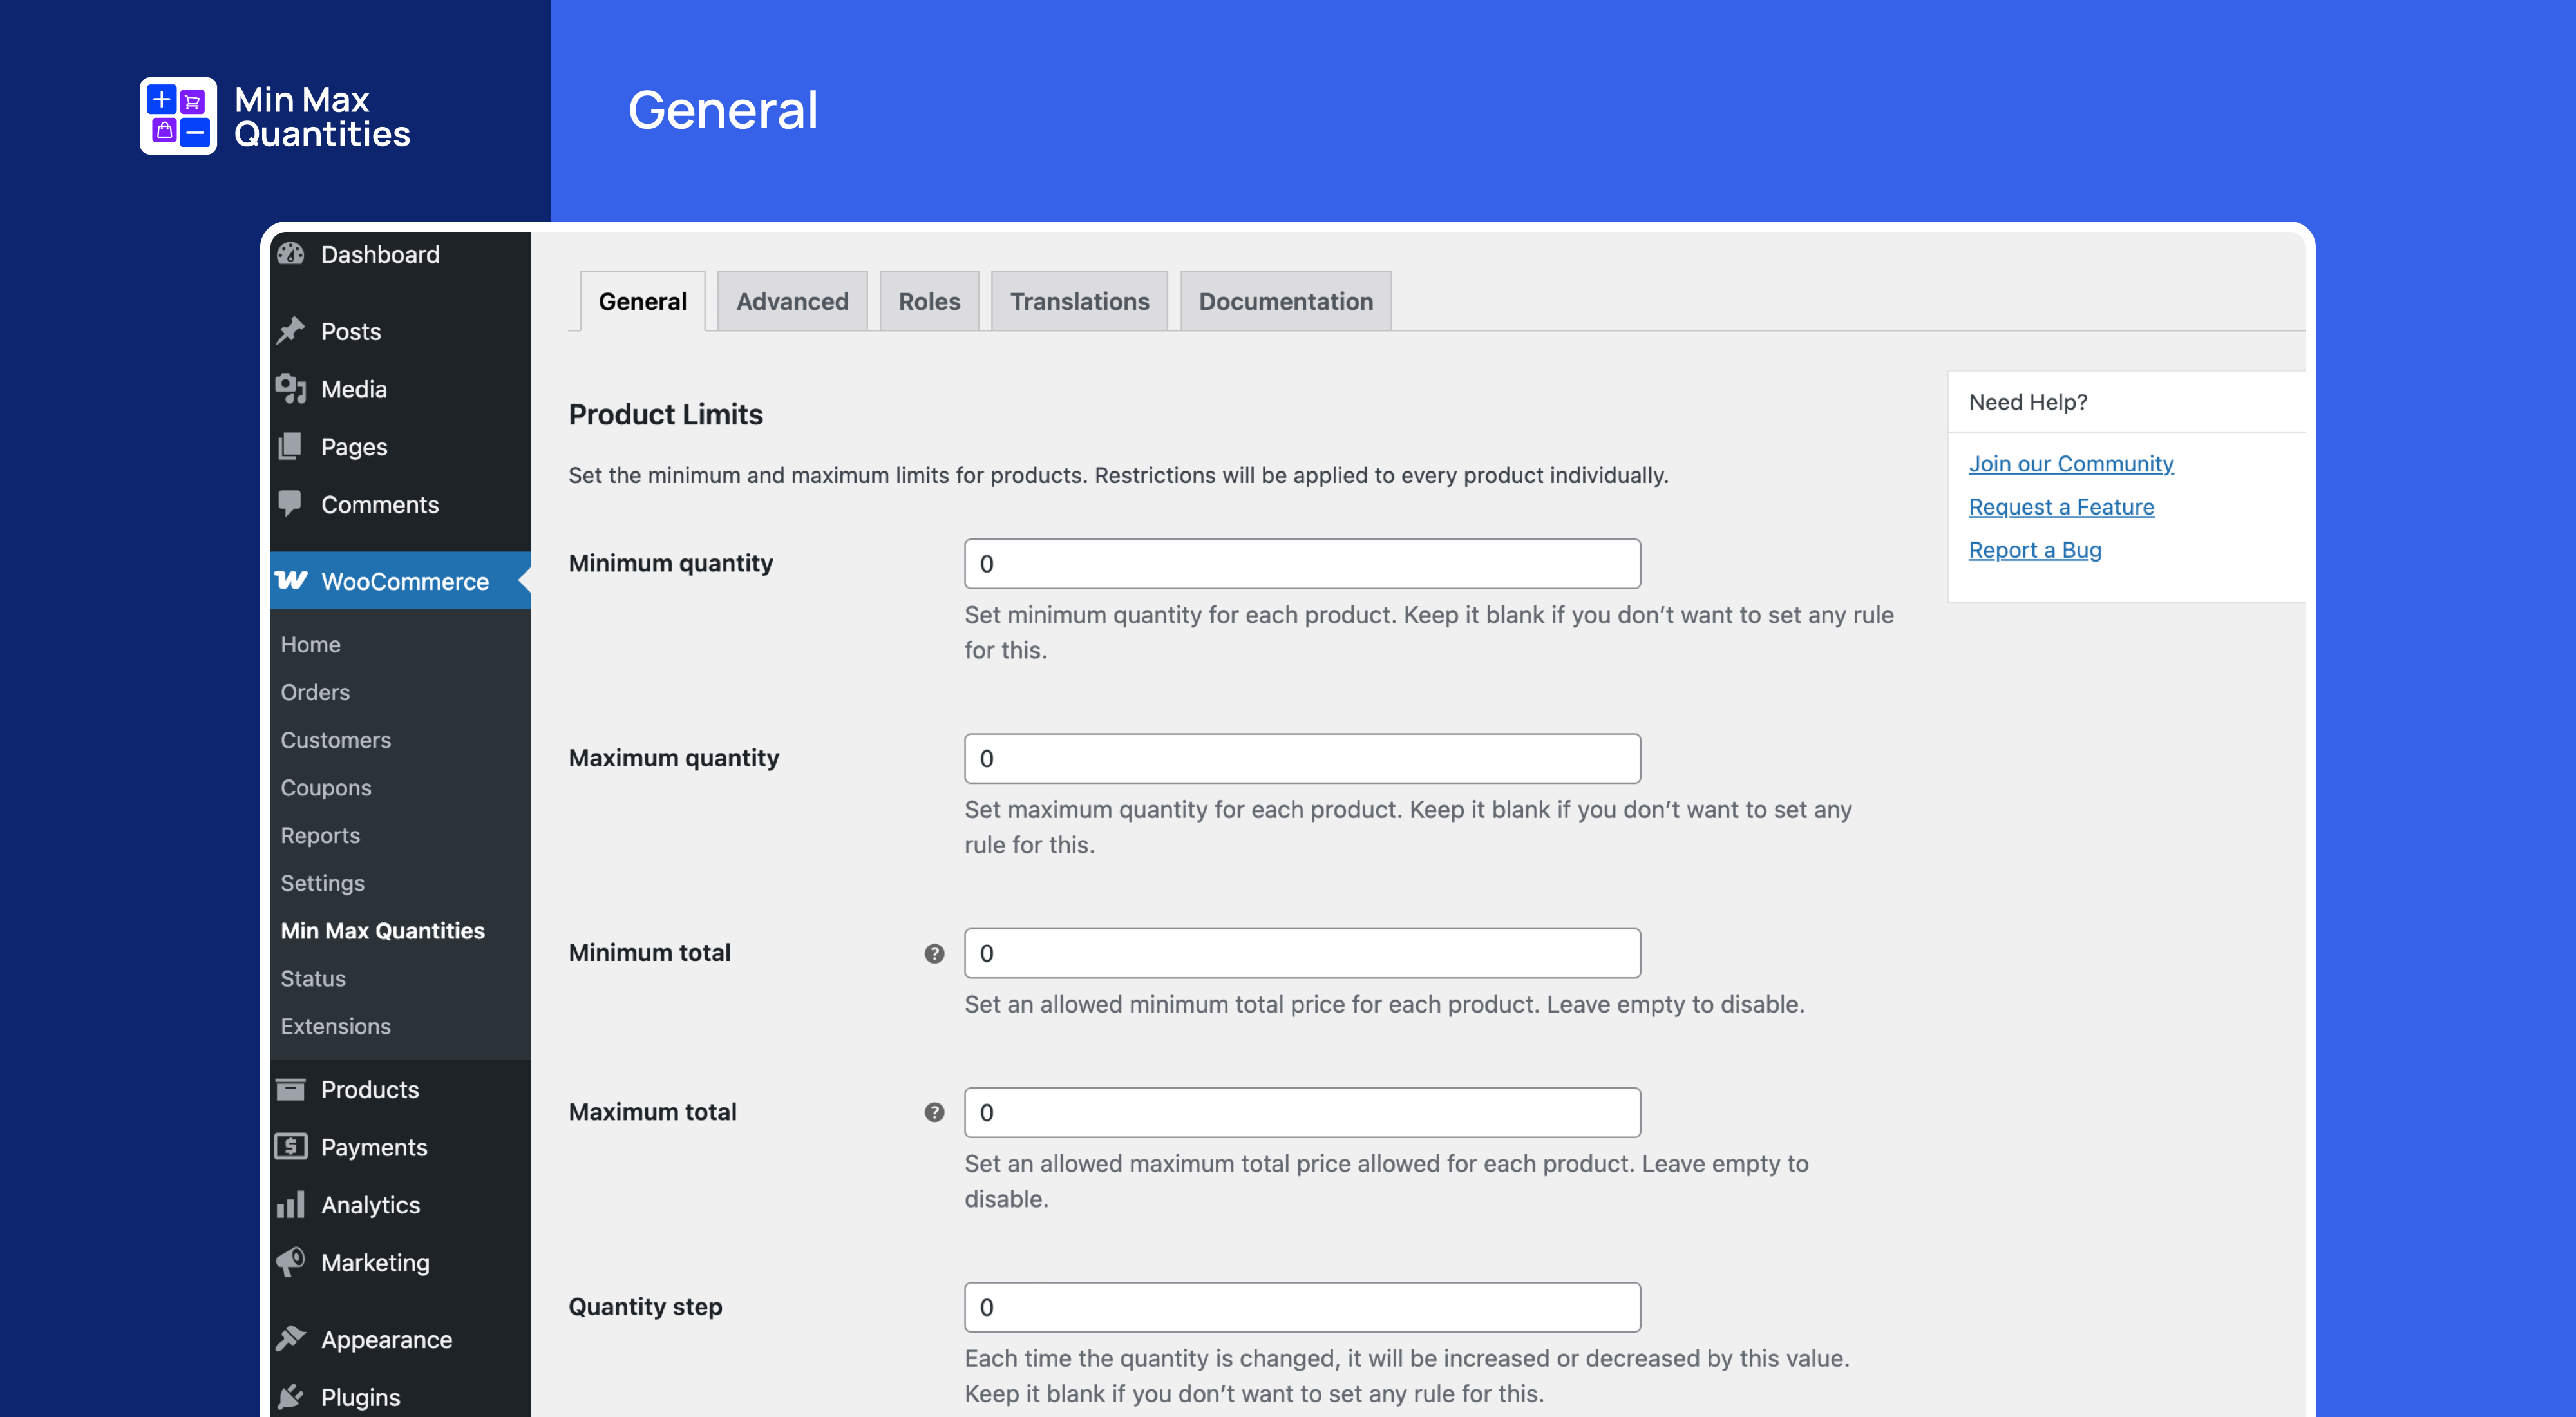 Min Max
Quantities
General
Dashboard
Posts
Media
Pages
Comments
WooCommerce
Home
Orders
Customers
Coupons
Reports
Settings
Min Max Quantities
Status
Extensions
Products
Payments
Analytics
Marketing
Appearance
Plugins
General
Advanced
Roles
Translations
Documentation
Product Limits
Set the minimum and maximum limits for products. Restrictions will be applied to every product individually.
Minimum quantity
0
Set minimum quantity for each product. Keep it blank if you don’t want to set any rule
for this.
Maximum quantity
0
Set maximum quantity for each product. Keep it blank if you don’t want to set any
rule for this.
Minimum total
?
0
Set an allowed minimum total price for each product. Leave empty to disable.
Maximum total
?
0
Set an allowed maximum total price allowed for each product. Leave empty to
disable.
Quantity step
0
Each time the quantity is changed, it will be increased or decreased by this value.
Keep it blank if you don’t want to set any rule for this.
Need Help?
Join our Community
Request a Feature
Report a Bug